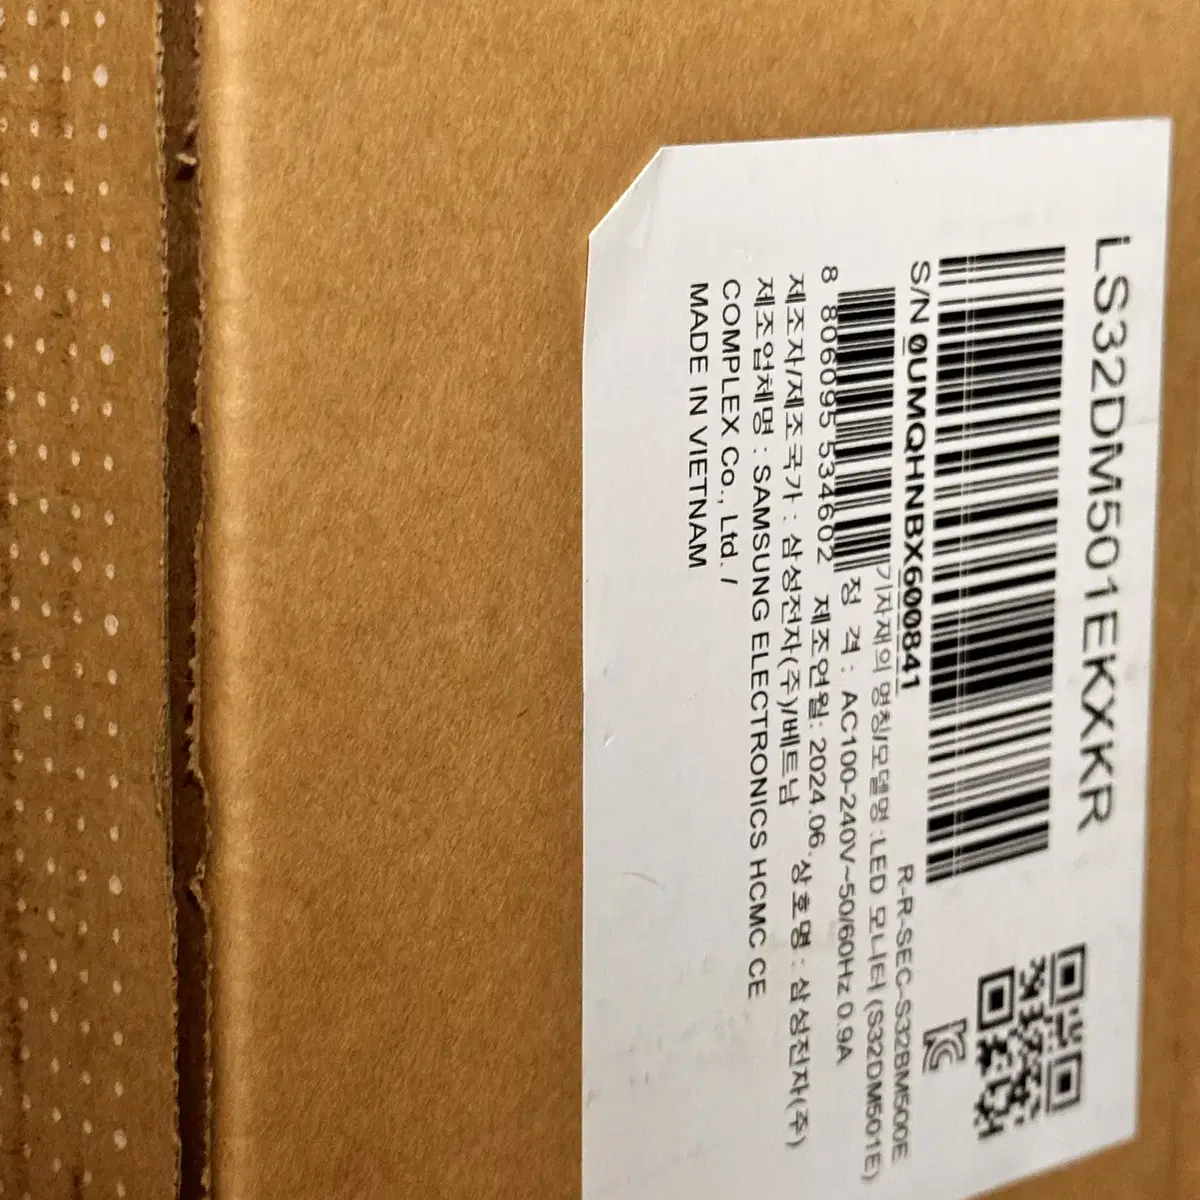 LS32DM501EKXKR
S/N 0UMQHNBX600841
R-R-SEC-S32BM500E
기자재의 명칭/모델명 :LED 모니터 (S32DM501E)
정 격 : AC100-240V~50/60Hz 0.9A
8 806095 534602 제조연월: 2024.06. 상호명 : 삼성전자(주)
제조자/제조국가 : 삼성전자(주)/베트남
제조업체명 : SAMSUNG ELECTRONICS HCMC CE
COMPLEX Co., Ltd. /
MADE IN VIETNAM